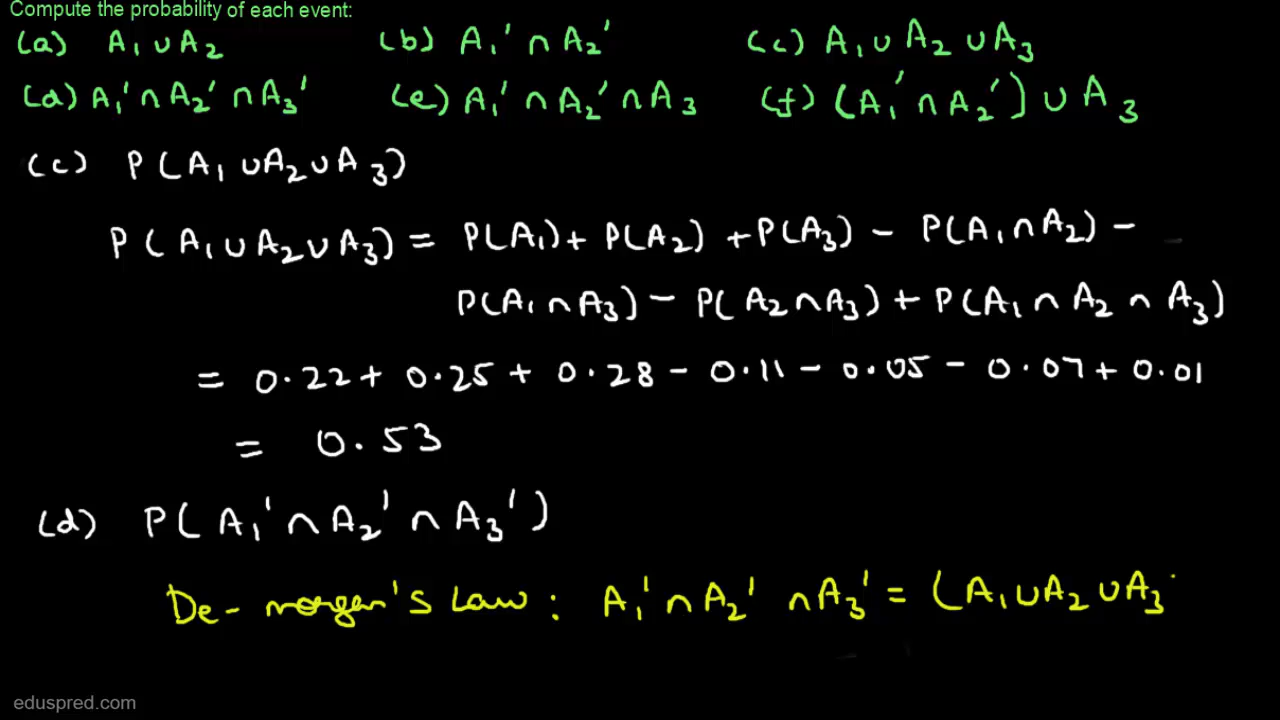 Compute the probability of each event:
(a) A₁ ∪ A₂ (b) A₁' ∩ A₂' (c) A₁ ∪ A₂ ∪ A₃
(d) A₁' ∩ A₂' ∩ A₃' (e) A₁' ∩ A₂' ∩ A₃ (f) (A₁' ∩ A₂') ∪ A₃
(c) P(A₁ ∪ A₂ ∪ A₃)
P(A₁ ∪ A₂ ∪ A₃) = P(A₁) + P(A₂) + P(A₃) - P(A₁ ∩ A₂) -
P(A₁ ∩ A₃) - P(A₂ ∩ A₃) + P(A₁ ∩ A₂ ∩ A₃)
= 0.22 + 0.25 + 0.28 - 0.11 - 0.05 - 0.07 + 0.01
= 0.53
(d) P(A₁' ∩ A₂' ∩ A₃')
De-morgen's Law: A₁' ∩ A₂' ∩ A₃' = (A₁ ∪ A₂ ∪ A₃
eduspred.com